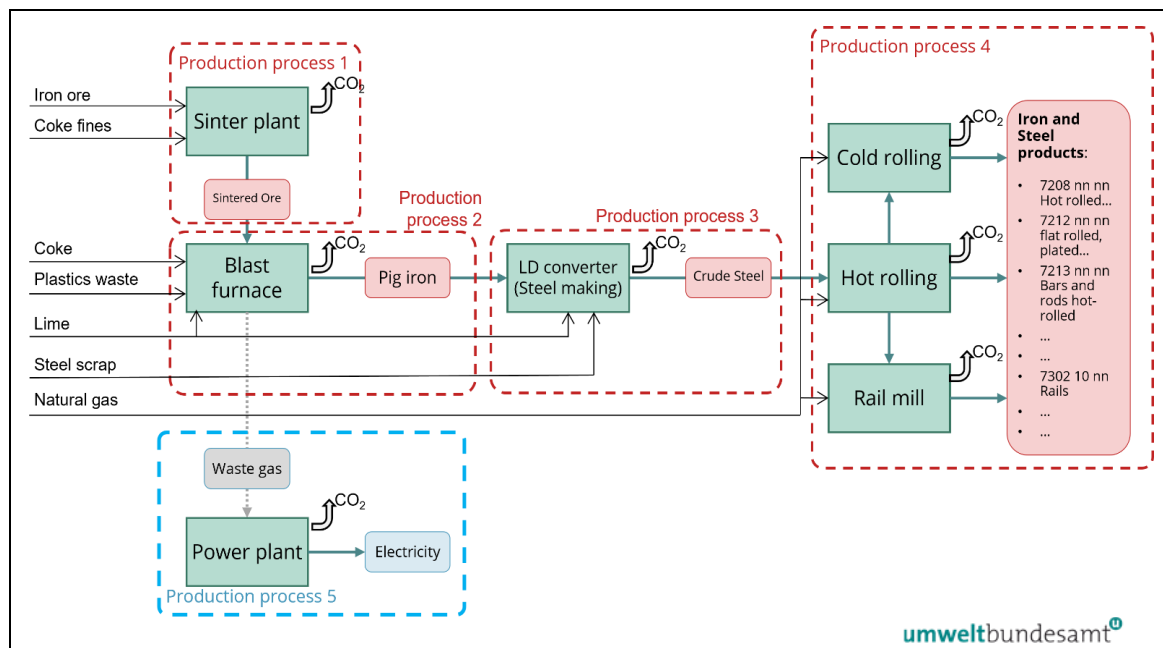 Production process 1
CO2
Iron ore
Coke fines
Sinter plant
Sintered Ore
Production
process 2
Coke
Plastics waste
Lime
Steel scrap
Natural gas
Blast
furnace
CO2
Pig iron
Production process 3
LD converter
(Steel making)
CO2
Crude Steel
Production process 4
Cold rolling
CO2
Hot rolling
CO2
Rail mill
CO2
Iron and
Steel
products:
• 7208 nn nn
Hot rolled...
• 7212 nn nn
flat rolled,
plated...
• 7213 nn nn
Bars and
rods hot-
rolled
• ...
• ...
• 7302 10 nn
Rails
• ...
• ...
Waste gas
Power plant
CO2
Electricity
Production process 5
umweltbundesamt u